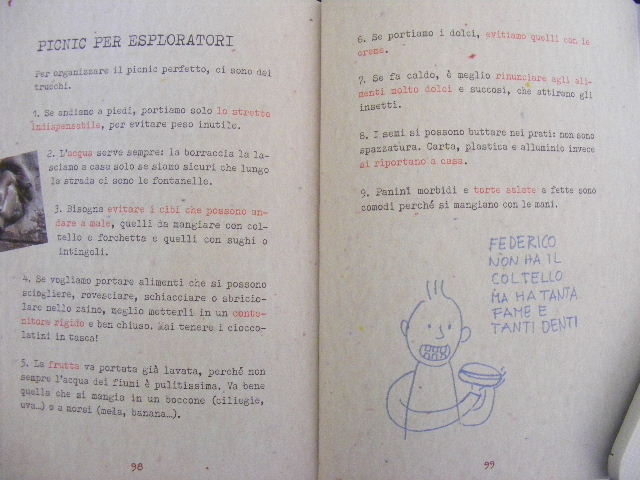 PICNIC PER ESPLORATORI
Per organizzare il picnic perfetto, ci sono dei
trucchi.
1. Se andiamo a piedi, portiamo solo lo stretto
indispensabile, per evitare peso inutile.
2. L'acqua serve sempre: la borraccia la la-
sciamo a casa solo se siamo sicuri che lungo
la strada ci sono le fontanelle.
3. Bisogna evitare i cibi che possono an-
dare a male, quelli da mangiare con col-
tello e forchetta e quelli con sughi o
intingoli.
4. Se vogliamo portare alimenti che si possono
sciogliere, rovesciare, schiacciare o sbricio-
lare nello zaino, meglio metterli in un conte-
nitore rigido e ben chiuso. Mai tenere i ciocco-
latini in tasca!
5. La frutta va portata già lavata, perché non
sempre l'acqua dei fiumi è pulitissima. Va bene
quella che si mangia in un boccone (ciliegie,
uva...) o a morsi (mela, banana...).
98
6. Se portiamo i dolci, evitiamo quelli con le
creme.
7. Se fa caldo, è meglio rinunciare agli ali-
menti molto dolci e succosi, che attirano gli
insetti.
8. I semi si possono buttare nei prati: non sono
spazzatura. Carta, plastica e alluminio invece
si riportano a casa.
9. Panini morbidi e torte salate a fette sono
comodi perché si mangiano con le mani.
FEDERICO
NON HA IL
COLTELLO
MA HA TANTA
FAME E
TANTI DENTI
99